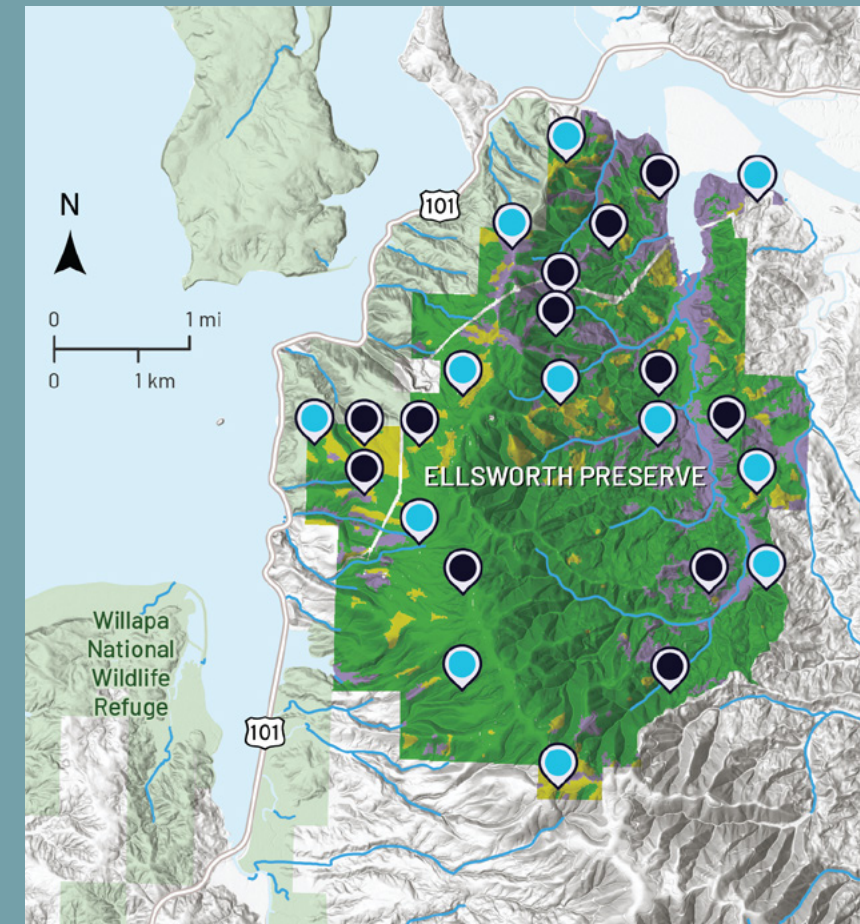 101
N
0
1 mi
0
1 km
ELLSWORTH PRESERVE
Willapa
National
Wildlife
Refuge
101